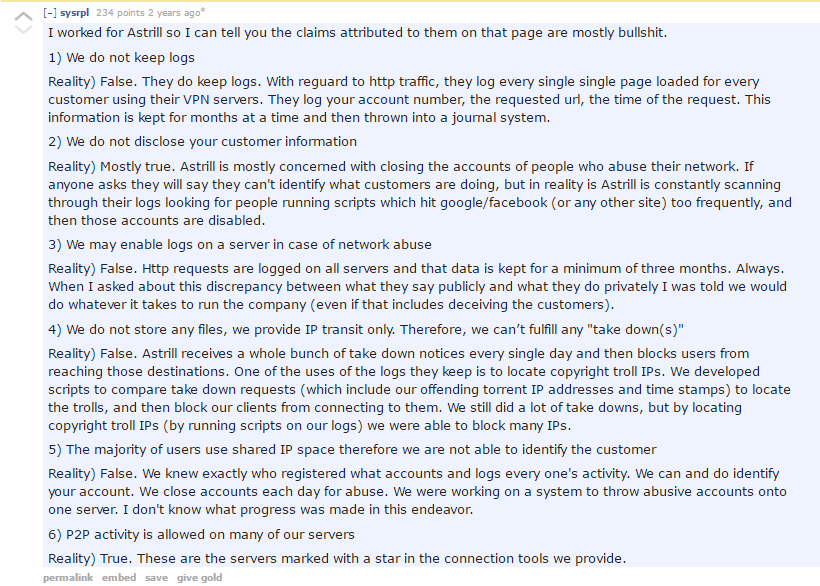 [-] sysrpl 234 points 2 years ago*
I worked for Astrill so I can tell you the claims attributed to them on that page are mostly bullshit.
1) We do not keep logs
Reality) False. They do keep logs. With reguard to http traffic, they log every single single page loaded for every
customer using their VPN servers. They log your account number, the requested url, the time of the request. This
information is kept for months at a time and then thrown into a journal system.
2) We do not disclose your customer information
Reality) Mostly true. Astrill is mostly concerned with closing the accounts of people who abuse their network. If
anyone asks they will say they can't identify what customers are doing, but in reality is Astrill is constantly scanning
through their logs looking for people running scripts which hit google/facebook (or any other site) too frequently, and
then those accounts are disabled.
3) We may enable logs on a server in case of network abuse
Reality) False. Http requests are logged on all servers and that data is kept for a minimum of three months. Always.
When I asked about this discrepancy between what they say publicly and what they do privately I was told we would
do whatever it takes to run the company (even if that includes deceiving the customers).
4) We do not store any files, we provide IP transit only. Therefore, we can’t fulfill any "take down(s)"
Reality) False. Astrill receives a whole bunch of take down notices every single day and then blocks users from
reaching those destinations. One of the uses of the logs they keep is to locate copyright troll IPs. We developed
scripts to compare take down requests (which include our offending torrent IP addresses and time stamps) to locate
the trolls, and then block our clients from connecting to them. We still did a lot of take downs, but by locating
copyright troll IPs (by running scripts on our logs) we were able to block many IPs.
5) The majority of users use shared IP space therefore we are not able to identify the customer
Reality) False. We knew exactly who registered what accounts and logs every one's activity. We can and do identify
your account. We close accounts each day for abuse. We were working on a system to throw abusive accounts onto
one server. I don't know what progress was made in this endeavor.
6) P2P activity is allowed on many of our servers
Reality) True. These are the servers marked with a star in the connection tools we provide.
permalink embed save give gold